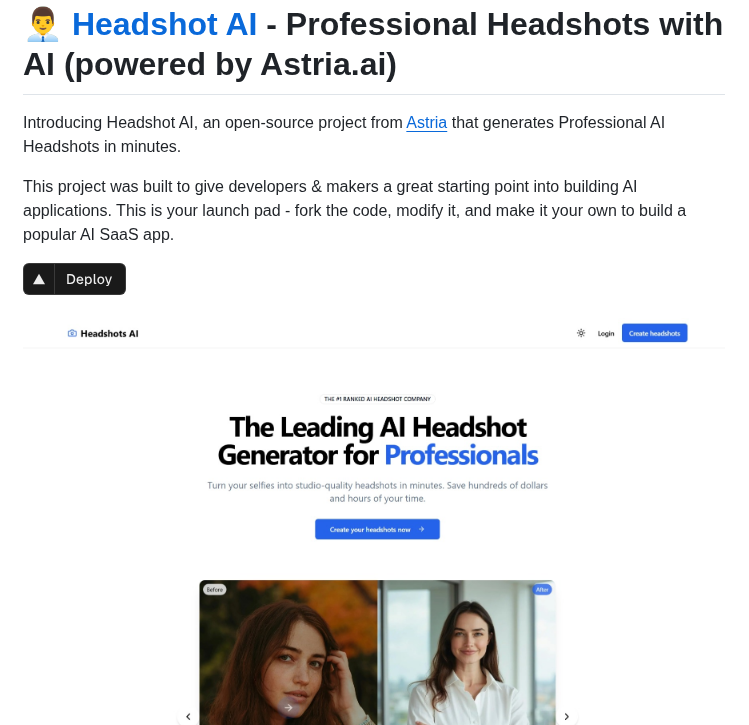 Headshot AI - Professional Headshots with
AI (powered by Astria.ai)
Introducing Headshot AI, an open-source project from Astria that generates Professional AI
Headshots in minutes.
This project was built to give developers & makers a great starting point into building AI
applications. This is your launch pad - fork the code, modify it, and make it your own to build a
popular AI SaaS app.
Deploy
Headshots AI
Login
Create headshots
THE #1 RANKED AI HEADSHOT COMPANY
The Leading AI Headshot
Generator for Professionals
Turn your selfies into studio-quality headshots in minutes. Save hundreds of dollars
and hours of your time.
Create your headshots now →
Before
After